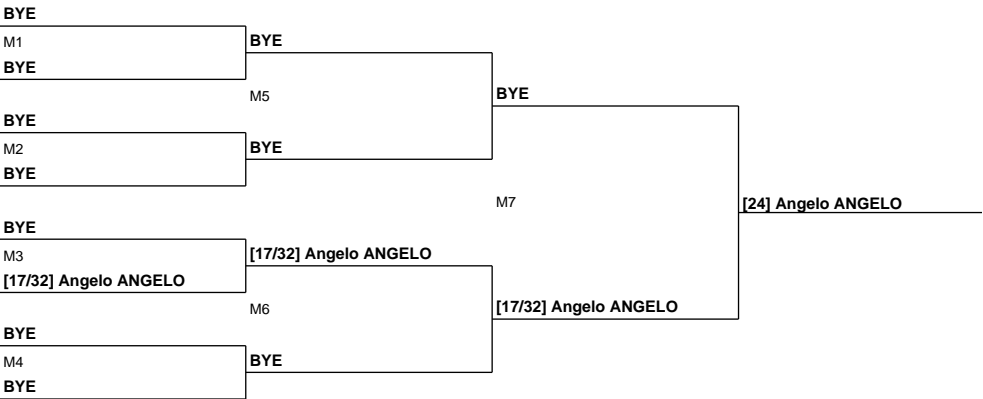 BYE
M1
BYE
BYE
M5
BYE
BYE
M2
BYE
BYE
M7
[24] Angelo ANGELO
BYE
M3
[17/32] Angelo ANGELO
[17/32] Angelo ANGELO
M6
[17/32] Angelo ANGELO
BYE
M4
BYE
BYE